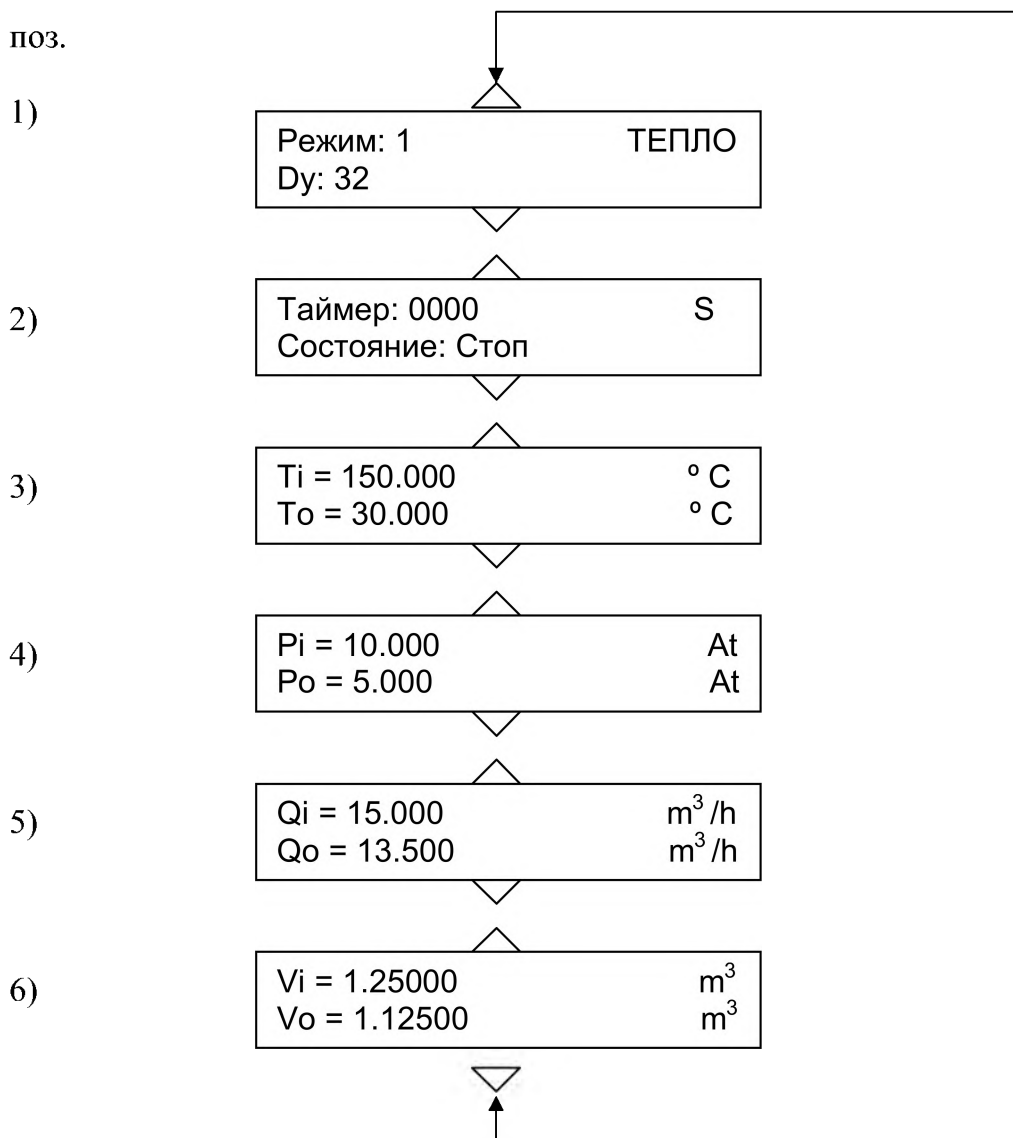 поз.
1)
Режим: 1 ТЕПЛО
Dy: 32
2)
Таймер: 0000 S
Состояние: Стоп
3)
Ti = 150.000 º C
To = 30.000 º C
4)
Pi = 10.000 At
Po = 5.000 At
5)
Qi = 15.000 m³/h
Qo = 13.500 m³/h
6)
Vi = 1.25000 m³
Vo = 1.12500 m³